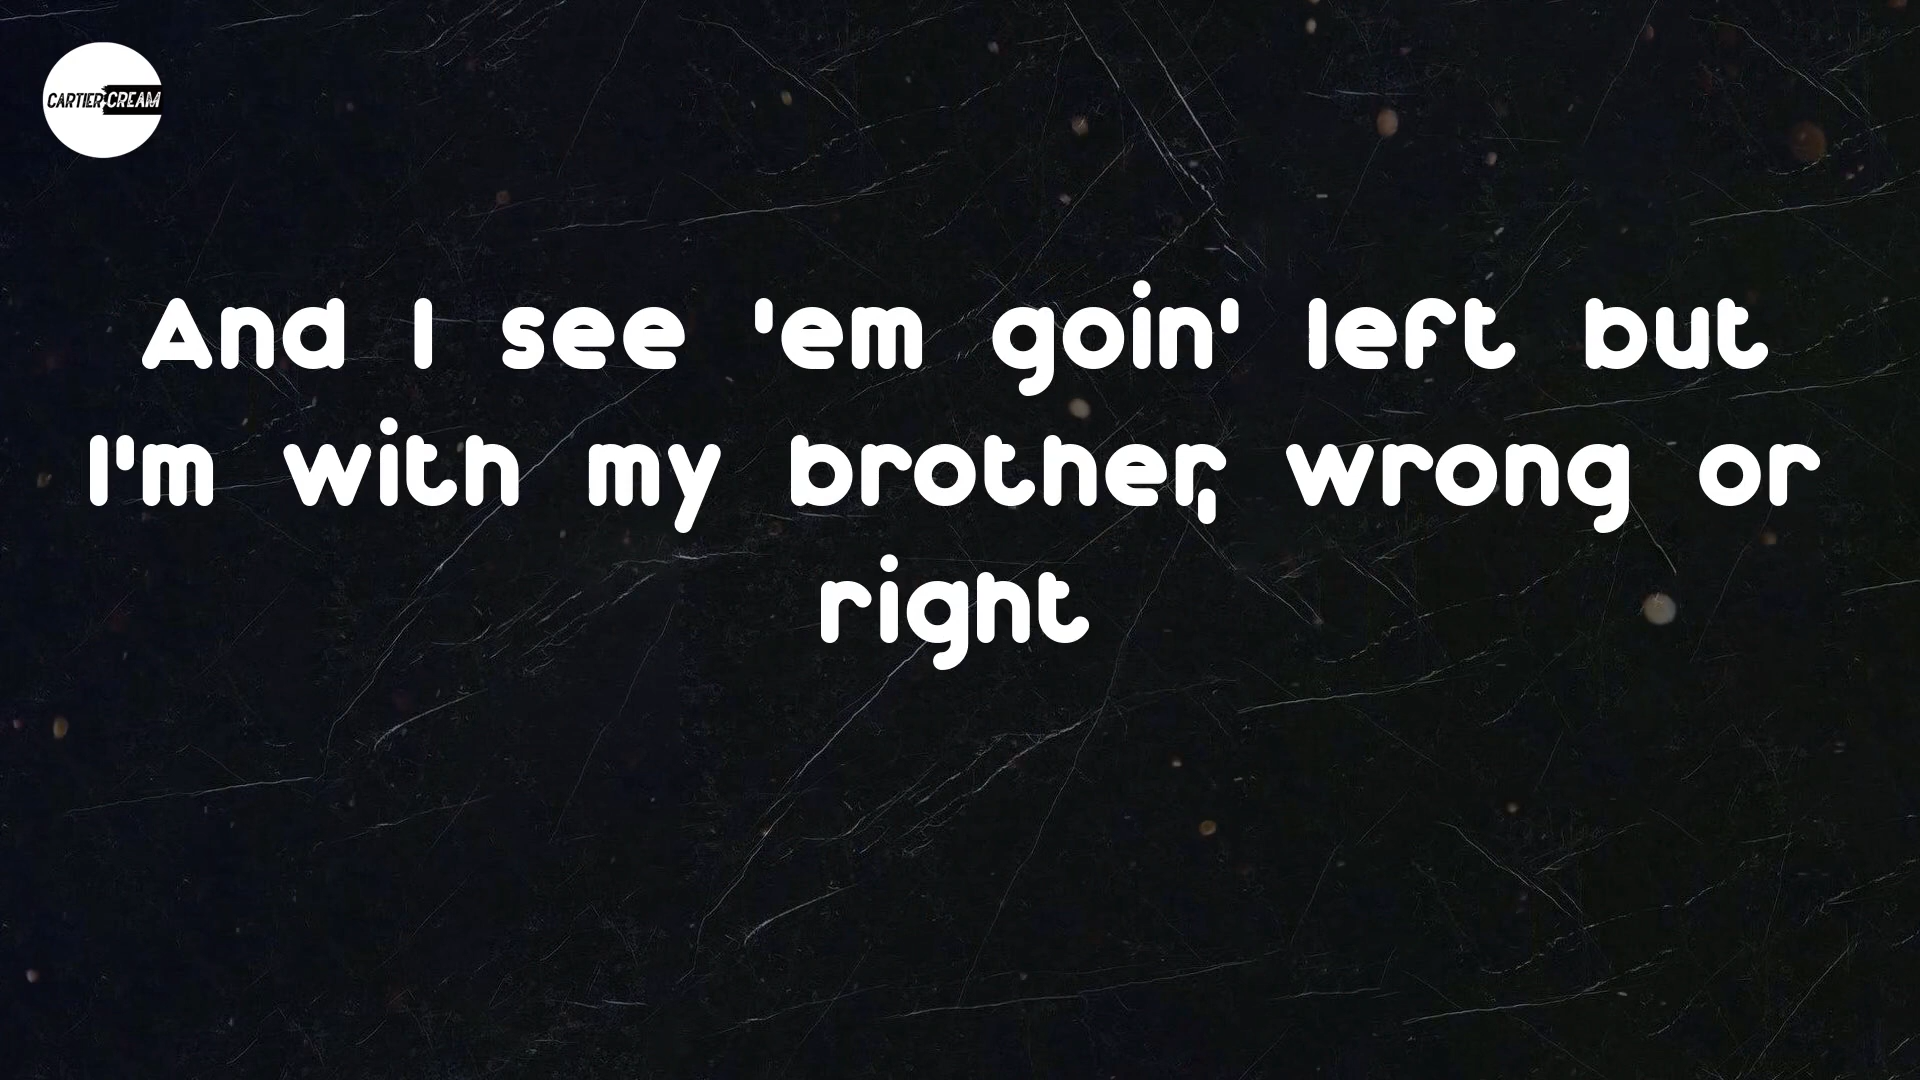 CARTIER CREAM
And I see 'em goin' left but
I'm with my brother, wrong or
right